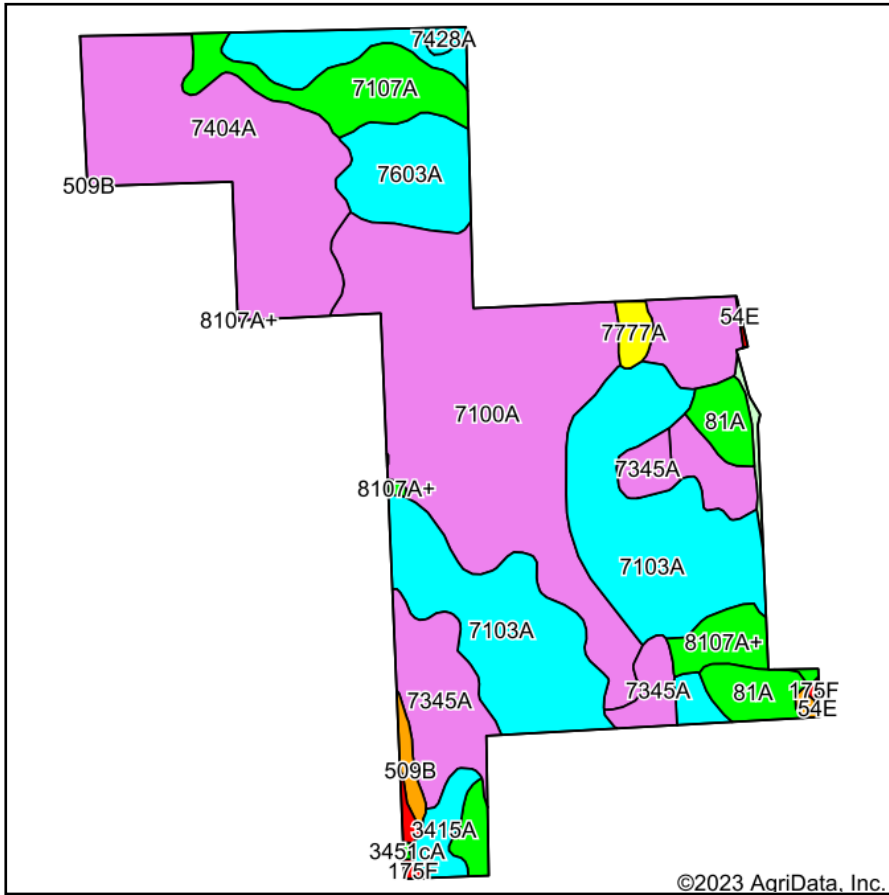 7428A
7107A
7404A
7603A
509B
8107A+
54E
7777A
7100A
81A
7345A
8107A+
7103A
7103A
8107A+
7345A
7345A
81A
175F
54E
509B
3415A
3451cA
175F
©2023 AgriData, Inc.